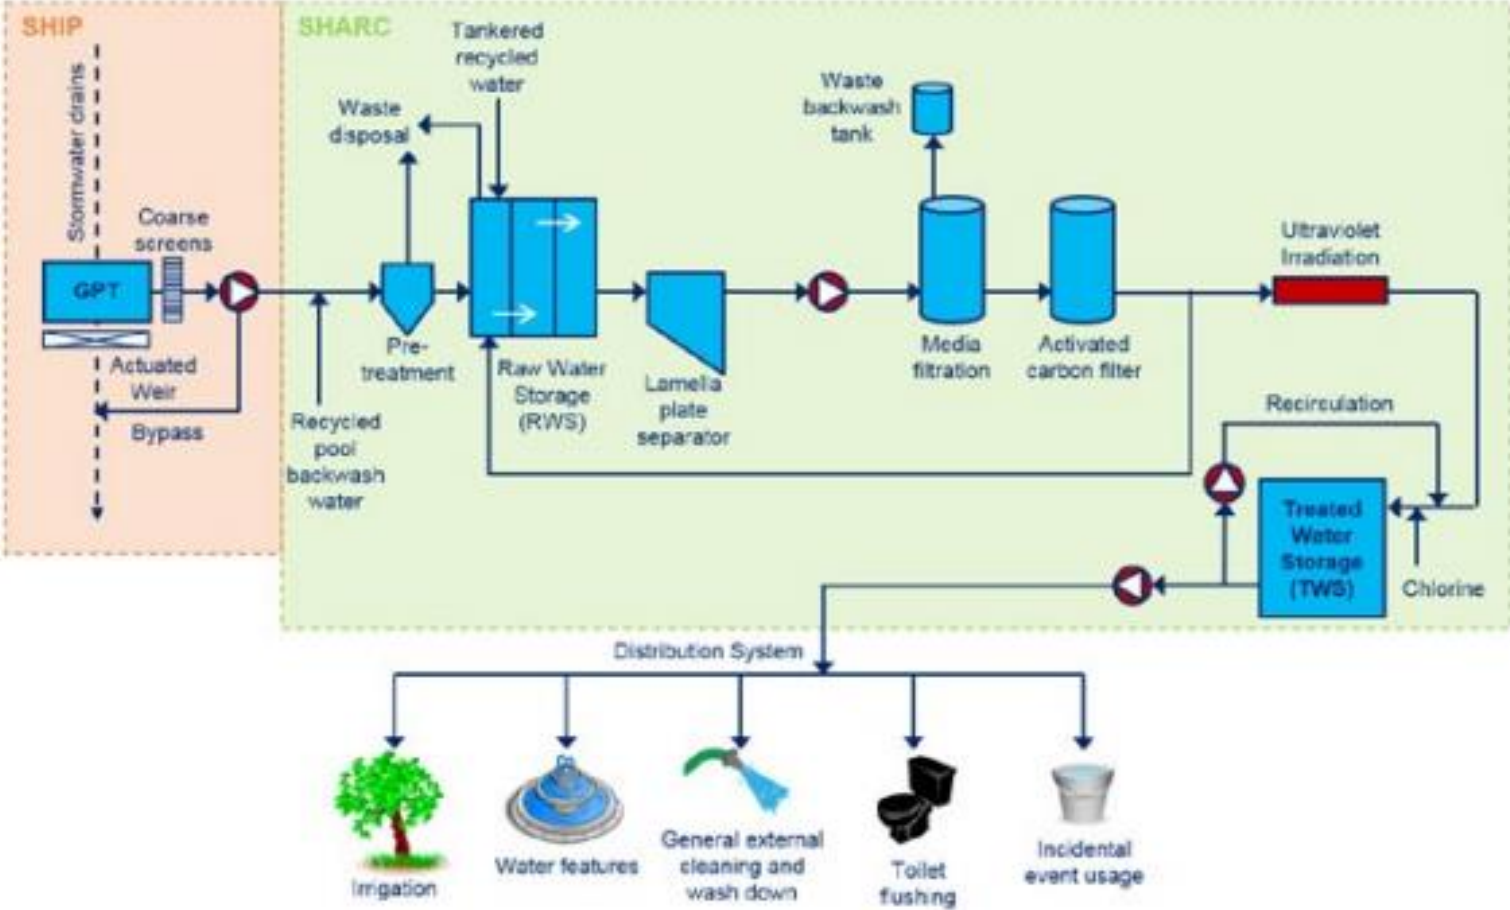 SHIP
SHARC
Stormwater drains
Coarse
screens
GPT
Actuated
Weir
Bypass
Recycled
pool
backwash
water
Waste
disposal
Tankered
recycled
water
Pre-
treatment
Raw Water
Storage
(RWS)
Lamella
plate
separator
Waste
backwash
tank
Media
filtration
Activated
carbon filter
Ultraviolet
Irradiation
Recirculation
Treated
Water
Storage
(TWS)
Chlorine
Distribution System
Irrigation
Water features
General external
cleaning and
wash down
Toilet
flushing
Incidental
event usage